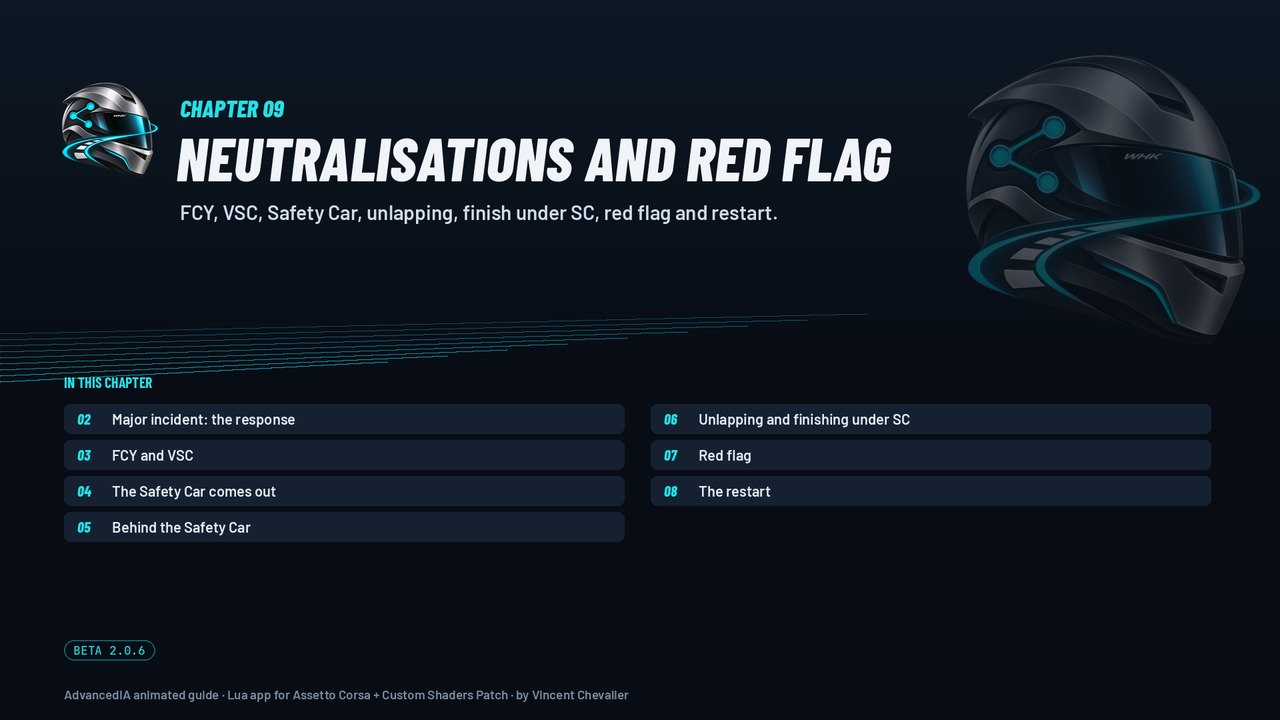 CHAPTER 09
NEUTRALISATIONS AND RED FLAG
FCY, VSC, Safety Car, unlapping, finish under SC, red flag and restart.
WHK
WHK
IN THIS CHAPTER
02 Major incident: the response
03 FCY and VSC
04 The Safety Car comes out
05 Behind the Safety Car
06 Unlapping and finishing under SC
07 Red flag
08 The restart
BETA 2.0.6
AdvancedIA animated guide · Lua app for Assetto Corsa + Custom Shaders Patch · by Vincent Chevalier